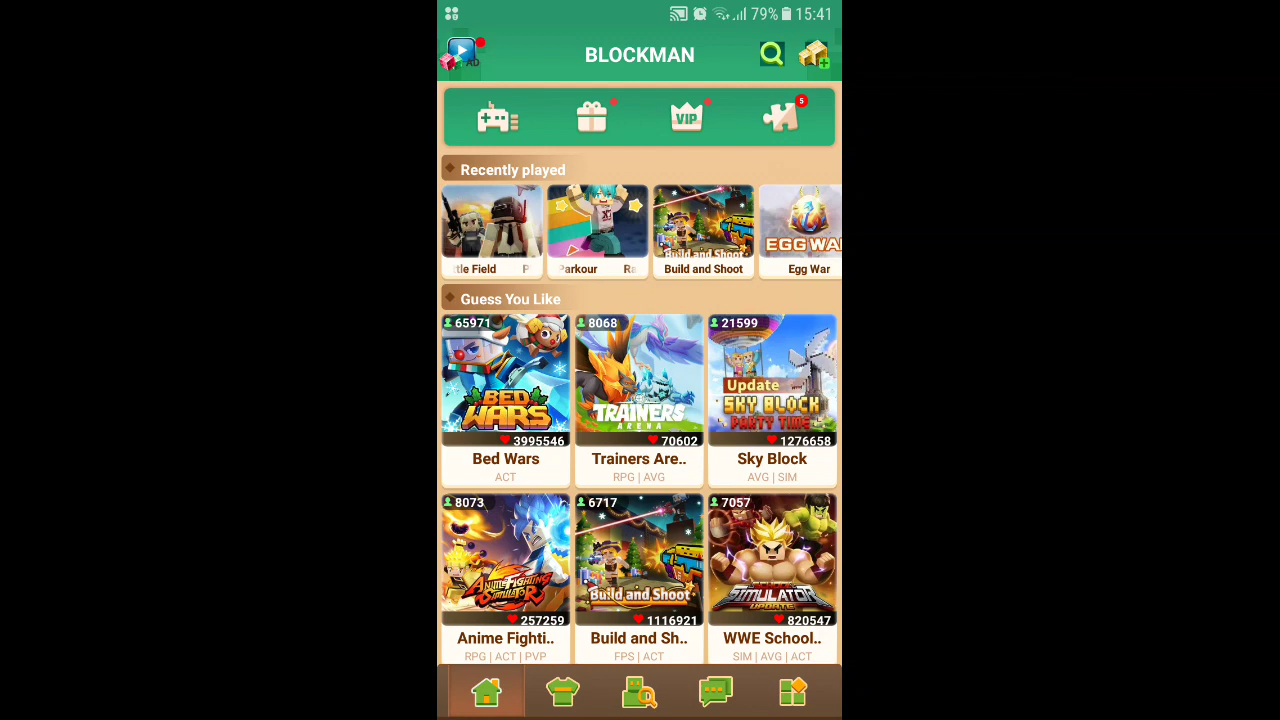 79% 15:41
AD
BLOCKMAN
VIP
5
Recently played
tle Field P
Parkour Ra
Build and Shoot
Build and Shoot
EGG WA
Egg War
Guess You Like
65971
BED WARS
3995546
Bed Wars
ACT
8068
TRAINERS ARENA
70602
Trainers Are..
RPG | AVG
21599
Update
SKY BLOCK
PARTY TIME
1276658
Sky Block
AVG | SIM
8073
ANIME FIGHTING
SIMULATOR
257259
Anime Fighti..
RPG | ACT | PVP
6717
Build and Shoot
1116921
Build and Sh..
FPS | ACT
7057
SCHOOL
SIMULATOR
UPDATE
820547
WWE School..
SIM | AVG | ACT